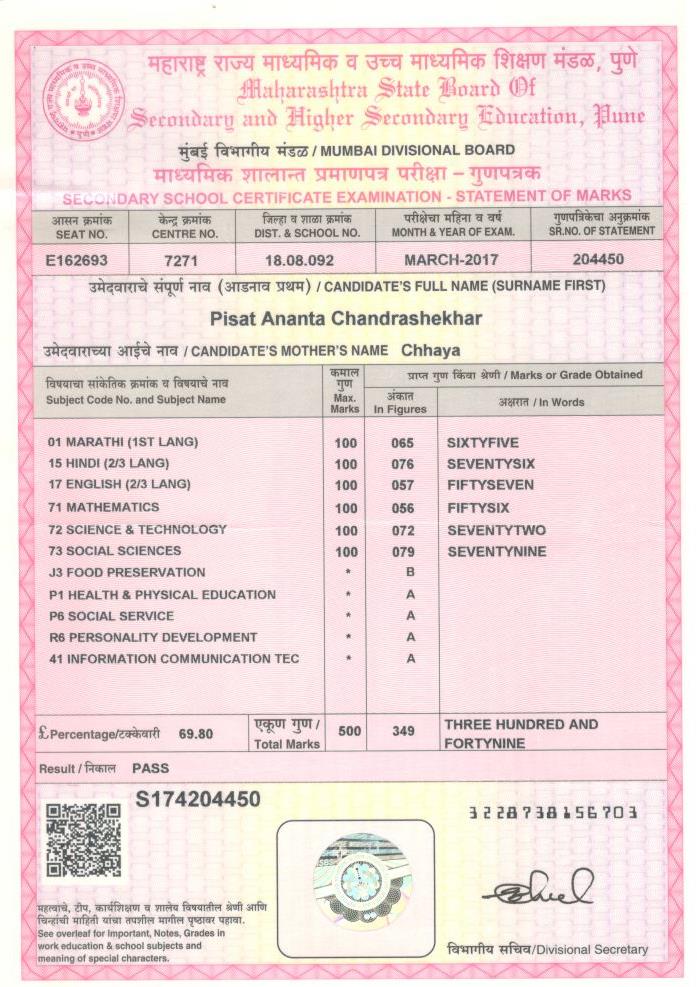 महाराष्ट्र राज्य माध्यमिक व उच्च माध्यमिक शिक्षण मंडळ, पुणे
Maharashtra State Board Of
Secondary and Higher Secondary Education, Pune
मुंबई विभागीय मंडळ / MUMBAI DIVISIONAL BOARD
माध्यमिक शालान्त प्रमाणपत्र परीक्षा – गुणपत्रक
SECONDARY SCHOOL CERTIFICATE EXAMINATION - STATEMENT OF MARKS
आसन क्रमांक केन्द्र क्रमांक जिल्हा व शाळा क्रमांक परीक्षेचा महिना व वर्ष गुणपत्रिकेचा अनुक्रमांक
SEAT NO. CENTRE NO. DIST. & SCHOOL NO. MONTH & YEAR OF EXAM. SR.NO. OF STATEMENT
E162693 7271 18.08.092 MARCH-2017 204450
उमेदवाराचे संपूर्ण नाव (आडनाव प्रथम) / CANDIDATE'S FULL NAME (SURNAME FIRST)
Pisat Ananta Chandrashekhar
उमेदवाराच्या आईचे नाव / CANDIDATE'S MOTHER'S NAME Chhaya
विषयाचा सांकेतिक क्रमांक व विषयाचे नाव
Subject Code No. and Subject Name
कमाल
गुण
Max.
Marks
प्राप्त गुण किंवा श्रेणी / Marks or Grade Obtained
अंकात
In Figures
अक्षरात / In Words
01 MARATHI (1ST LANG) 100 065 SIXTYFIVE
15 HINDI (2/3 LANG) 100 076 SEVENTYSIX
17 ENGLISH (2/3 LANG) 100 057 FIFTYSEVEN
71 MATHEMATICS 100 056 FIFTYSIX
72 SCIENCE & TECHNOLOGY 100 072 SEVENTYTWO
73 SOCIAL SCIENCES 100 079 SEVENTYNINE
J3 FOOD PRESERVATION * B
P1 HEALTH & PHYSICAL EDUCATION * A
P6 SOCIAL SERVICE * A
R6 PERSONALITY DEVELOPMENT * A
41 INFORMATION COMMUNICATION TEC * A
£Percentage/टक्केवारी 69.80
एकूण गुण /
Total Marks
500 349
THREE HUNDRED AND
FORTYNINE
Result / निकाल PASS
S174204450
3228738156703
महत्वाचे, टीप, कार्यशिक्षण व शालेय विषयातील श्रेणी आणि
चिन्हांची माहिती यांचा तपशील मागील पृष्ठावर पहावा.
See overleaf for Important, Notes, Grades in
work education & school subjects and
meaning of special characters.
विभागीय सचिव/Divisional Secretary